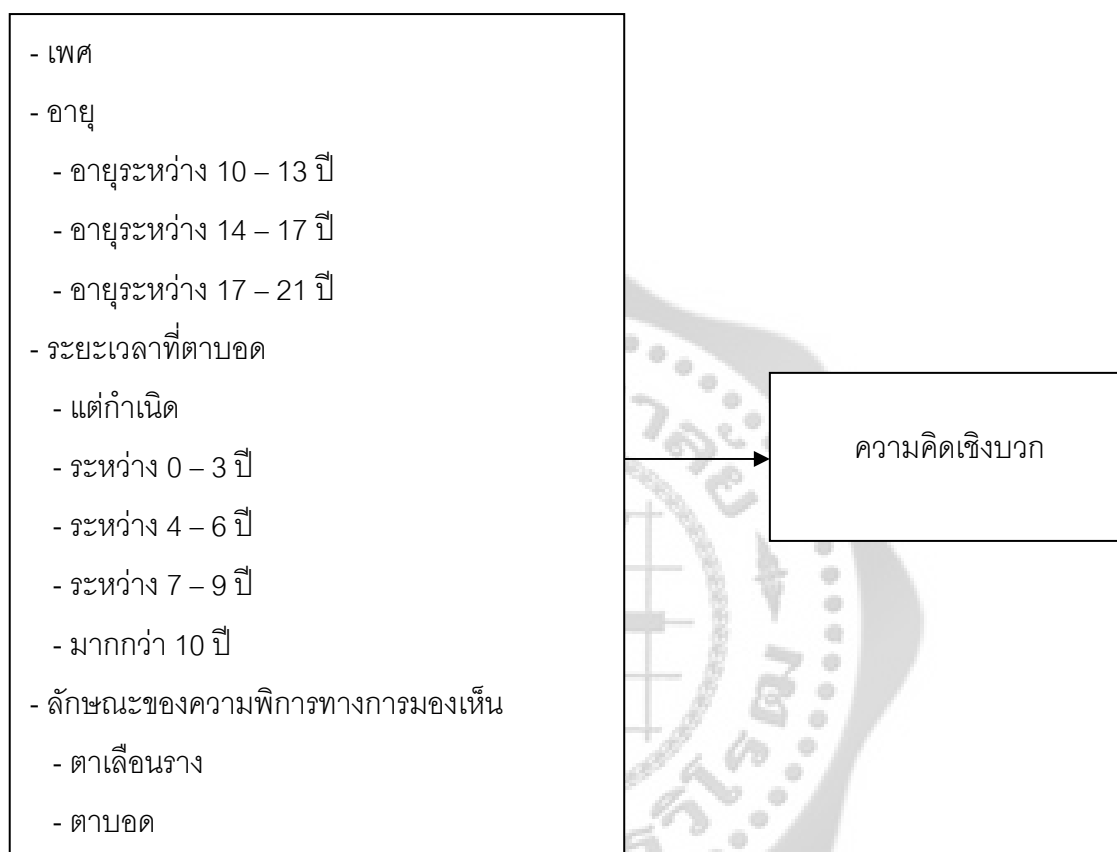 - เพศ
- อายุ
- อายุระหว่าง 10 – 13 ปี
- อายุระหว่าง 14 – 17 ปี
- อายุระหว่าง 17 – 21 ปี
- ระยะเวลาที่ตาบอด
- แต่กำเนิด
- ระหว่าง 0 – 3 ปี
- ระหว่าง 4 – 6 ปี
- ระหว่าง 7 – 9 ปี
- มากกว่า 10 ปี
- ลักษณะของความพิการทางการมองเห็น
- ตาเลือนราง
- ตาบอด
ความคิดเชิงบวก